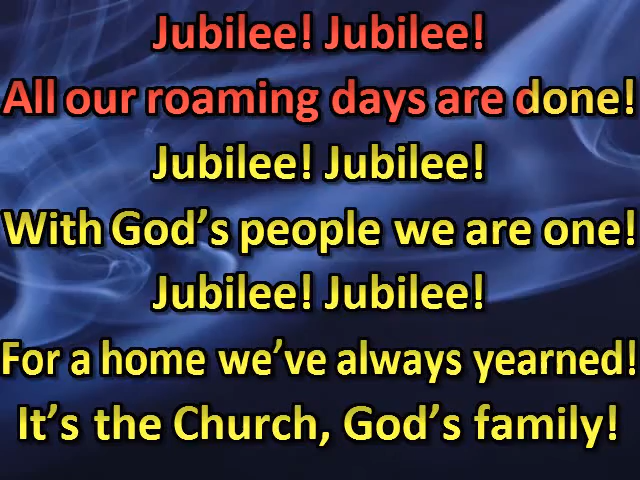 Jubilee! Jubilee!
All our roaming days are done!
Jubilee! Jubilee!
With God’s people we are one!
Jubilee! Jubilee!
For a home we’ve always yearned!
It’s the Church, God’s family!